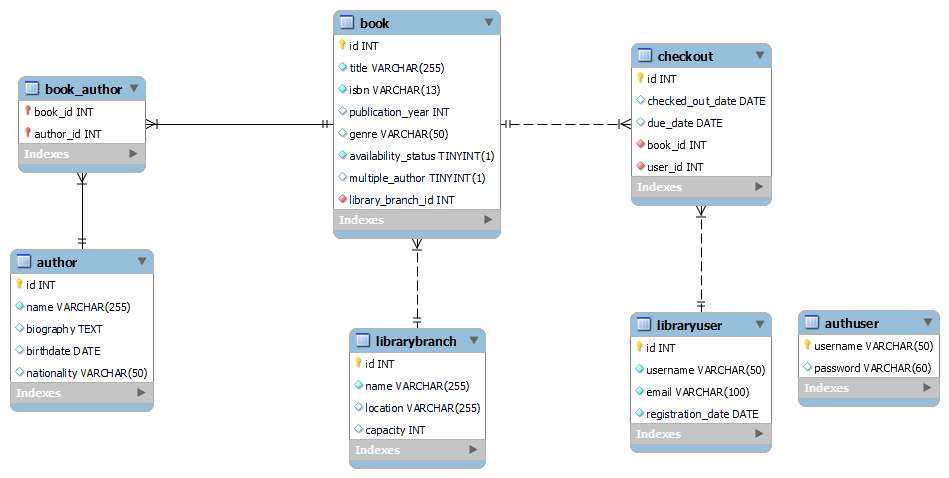 book
id INT
title VARCHAR(255)
isbn VARCHAR(13)
publication_year INT
genre VARCHAR(50)
availability_status TINYINT(1)
multiple_author TINYINT(1)
library_branch_id INT
Indexes
checkout
id INT
checked_out_date DATE
due_date DATE
book_id INT
user_id INT
Indexes
book_author
book_id INT
author_id INT
Indexes
author
id INT
name VARCHAR(255)
biography TEXT
birthdate DATE
nationality VARCHAR(50)
Indexes
librarybranch
id INT
name VARCHAR(255)
location VARCHAR(255)
capacity INT
Indexes
libraryuser
id INT
username VARCHAR(50)
email VARCHAR(100)
registration_date DATE
Indexes
authuser
username VARCHAR(50)
password VARCHAR(60)
Indexes